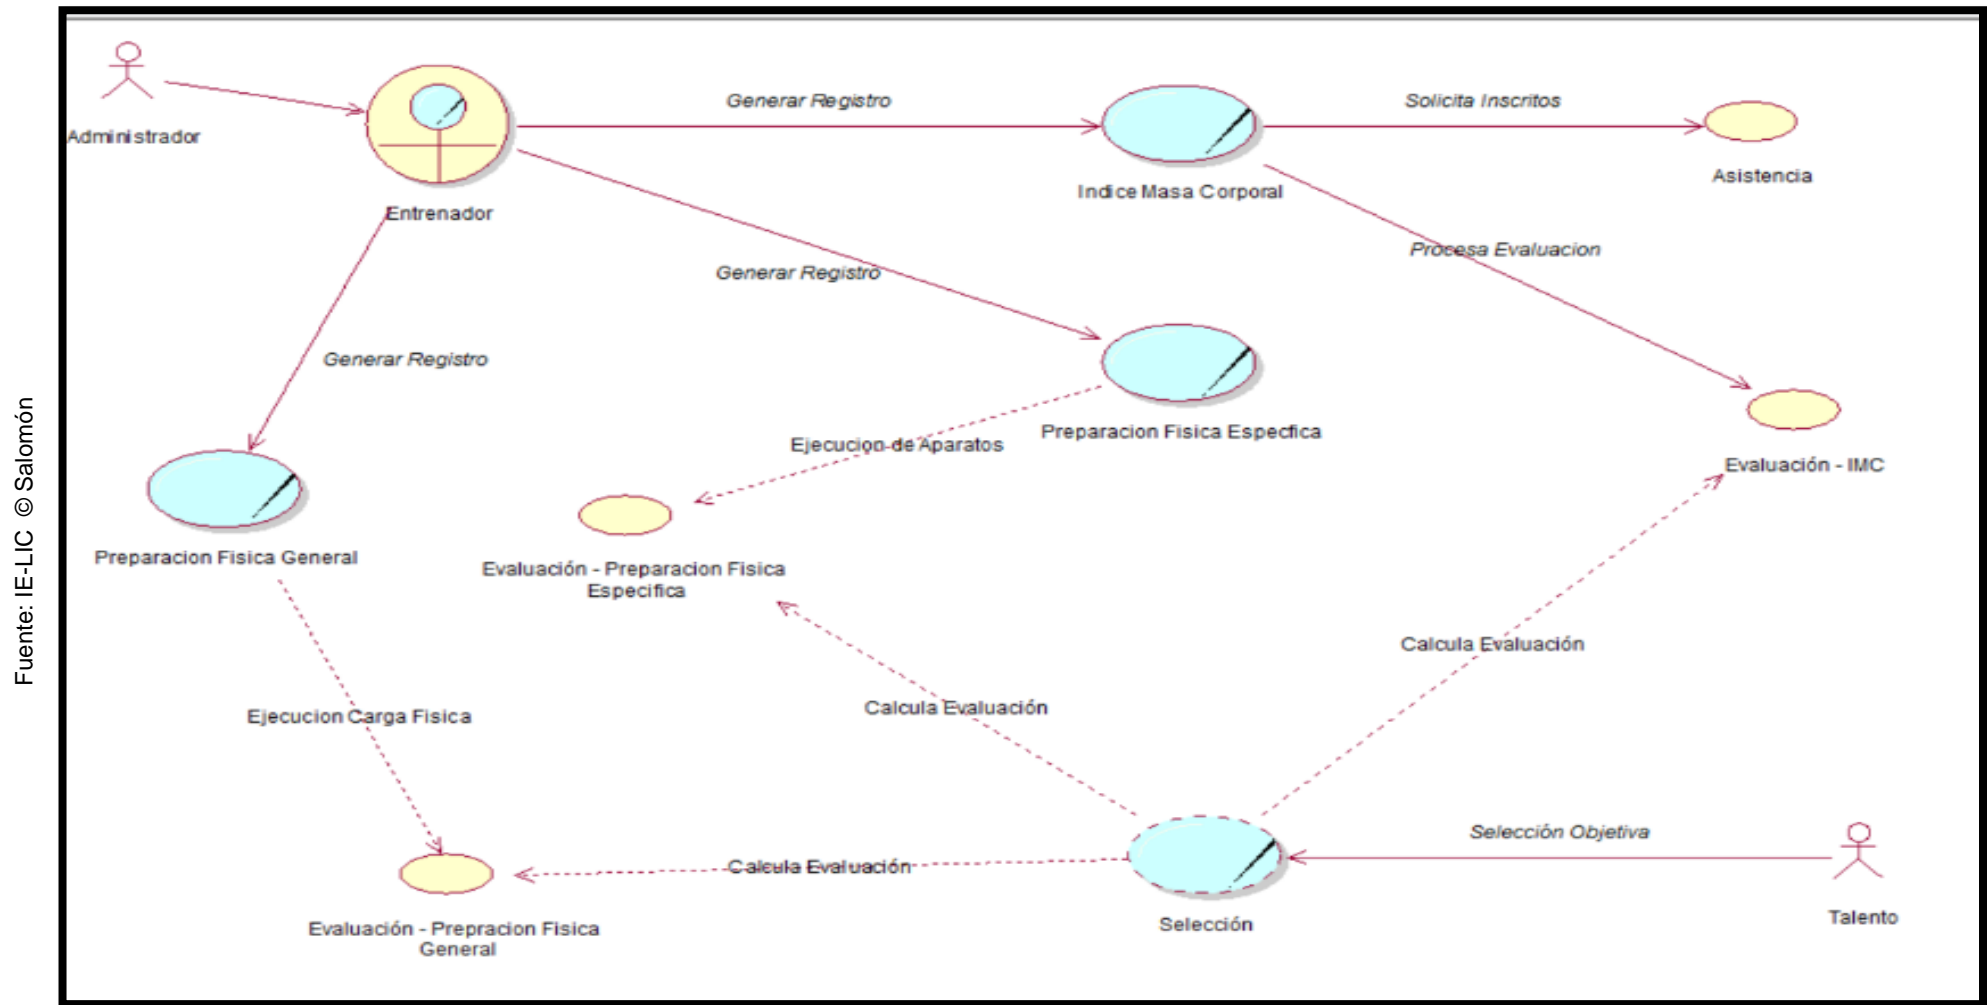 Administrador
Entrenador
Generar Registro
Indice Masa Corporal
Solicita Inscritos
Asistencia
Generar Registro
Procesa Evaluacion
Generar Registro
Preparacion Fisica Especfica
Ejecucion de Aparatos
Evaluación - IMC
Preparacion Fisica General
Evaluación - Preparacion Fisica
Especifica
Calcula Evaluación
Ejecucion Carga Fisica
Calcula Evaluación
Selección Objetiva
Calcula Evaluación
Evaluación - Prepracion Fisica
General
Selección
Talento
Fuente: IE-LIC © Salomón